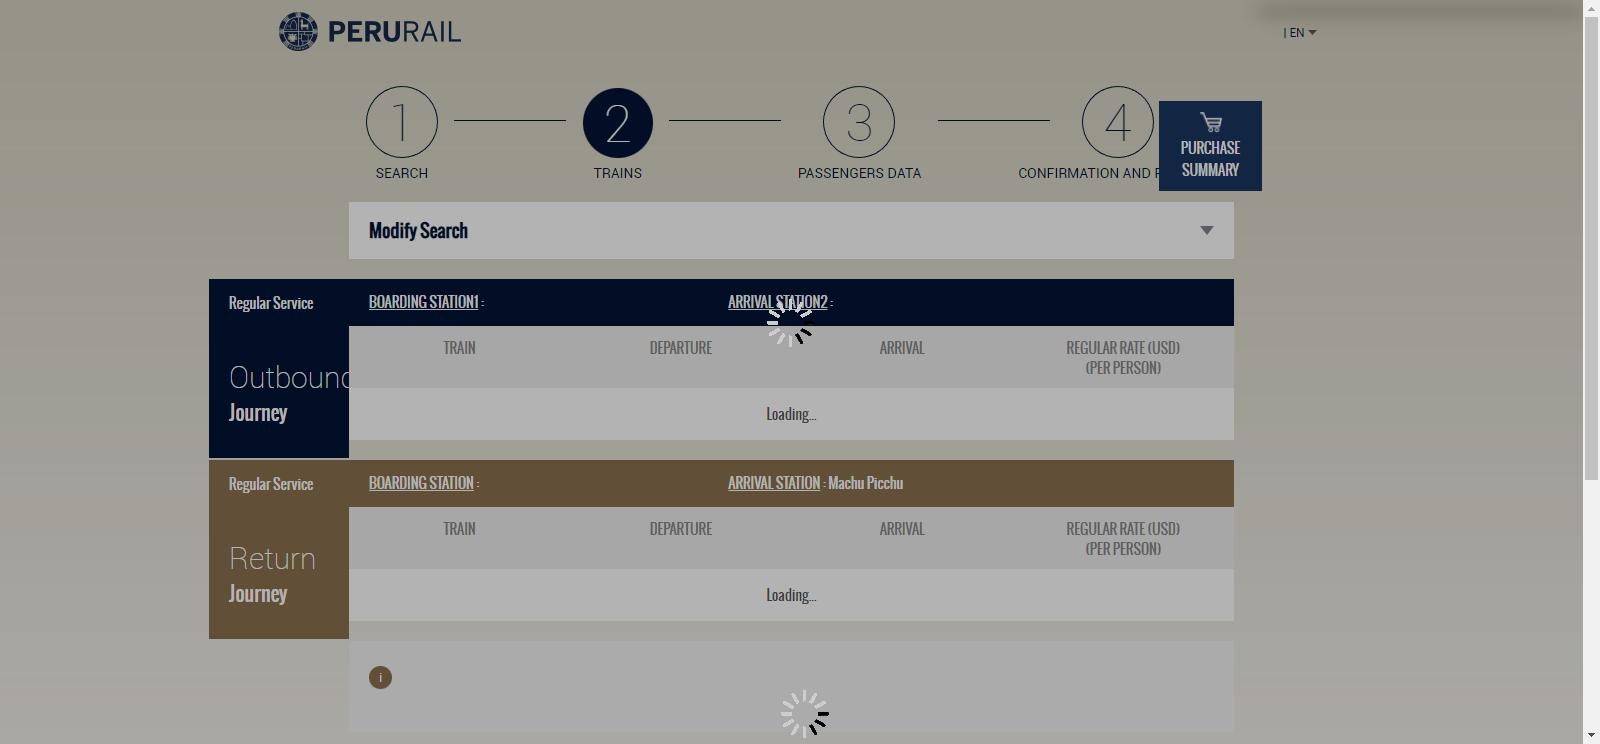 PERURAIL
| EN
1
2
3
4
SEARCH
TRAINS
PASSENGERS DATA
CONFIRMATION AND
PURCHASE
SUMMARY
Modify Search
Regular Service
BOARDING STATION1 :
ARRIVAL STATION2 :
Outbound
Journey
TRAIN
DEPARTURE
ARRIVAL
REGULAR RATE (USD)
(PER PERSON)
Loading...
Regular Service
BOARDING STATION :
ARRIVAL STATION : Machu Picchu
Return
Journey
TRAIN
DEPARTURE
ARRIVAL
REGULAR RATE (USD)
(PER PERSON)
Loading...
i